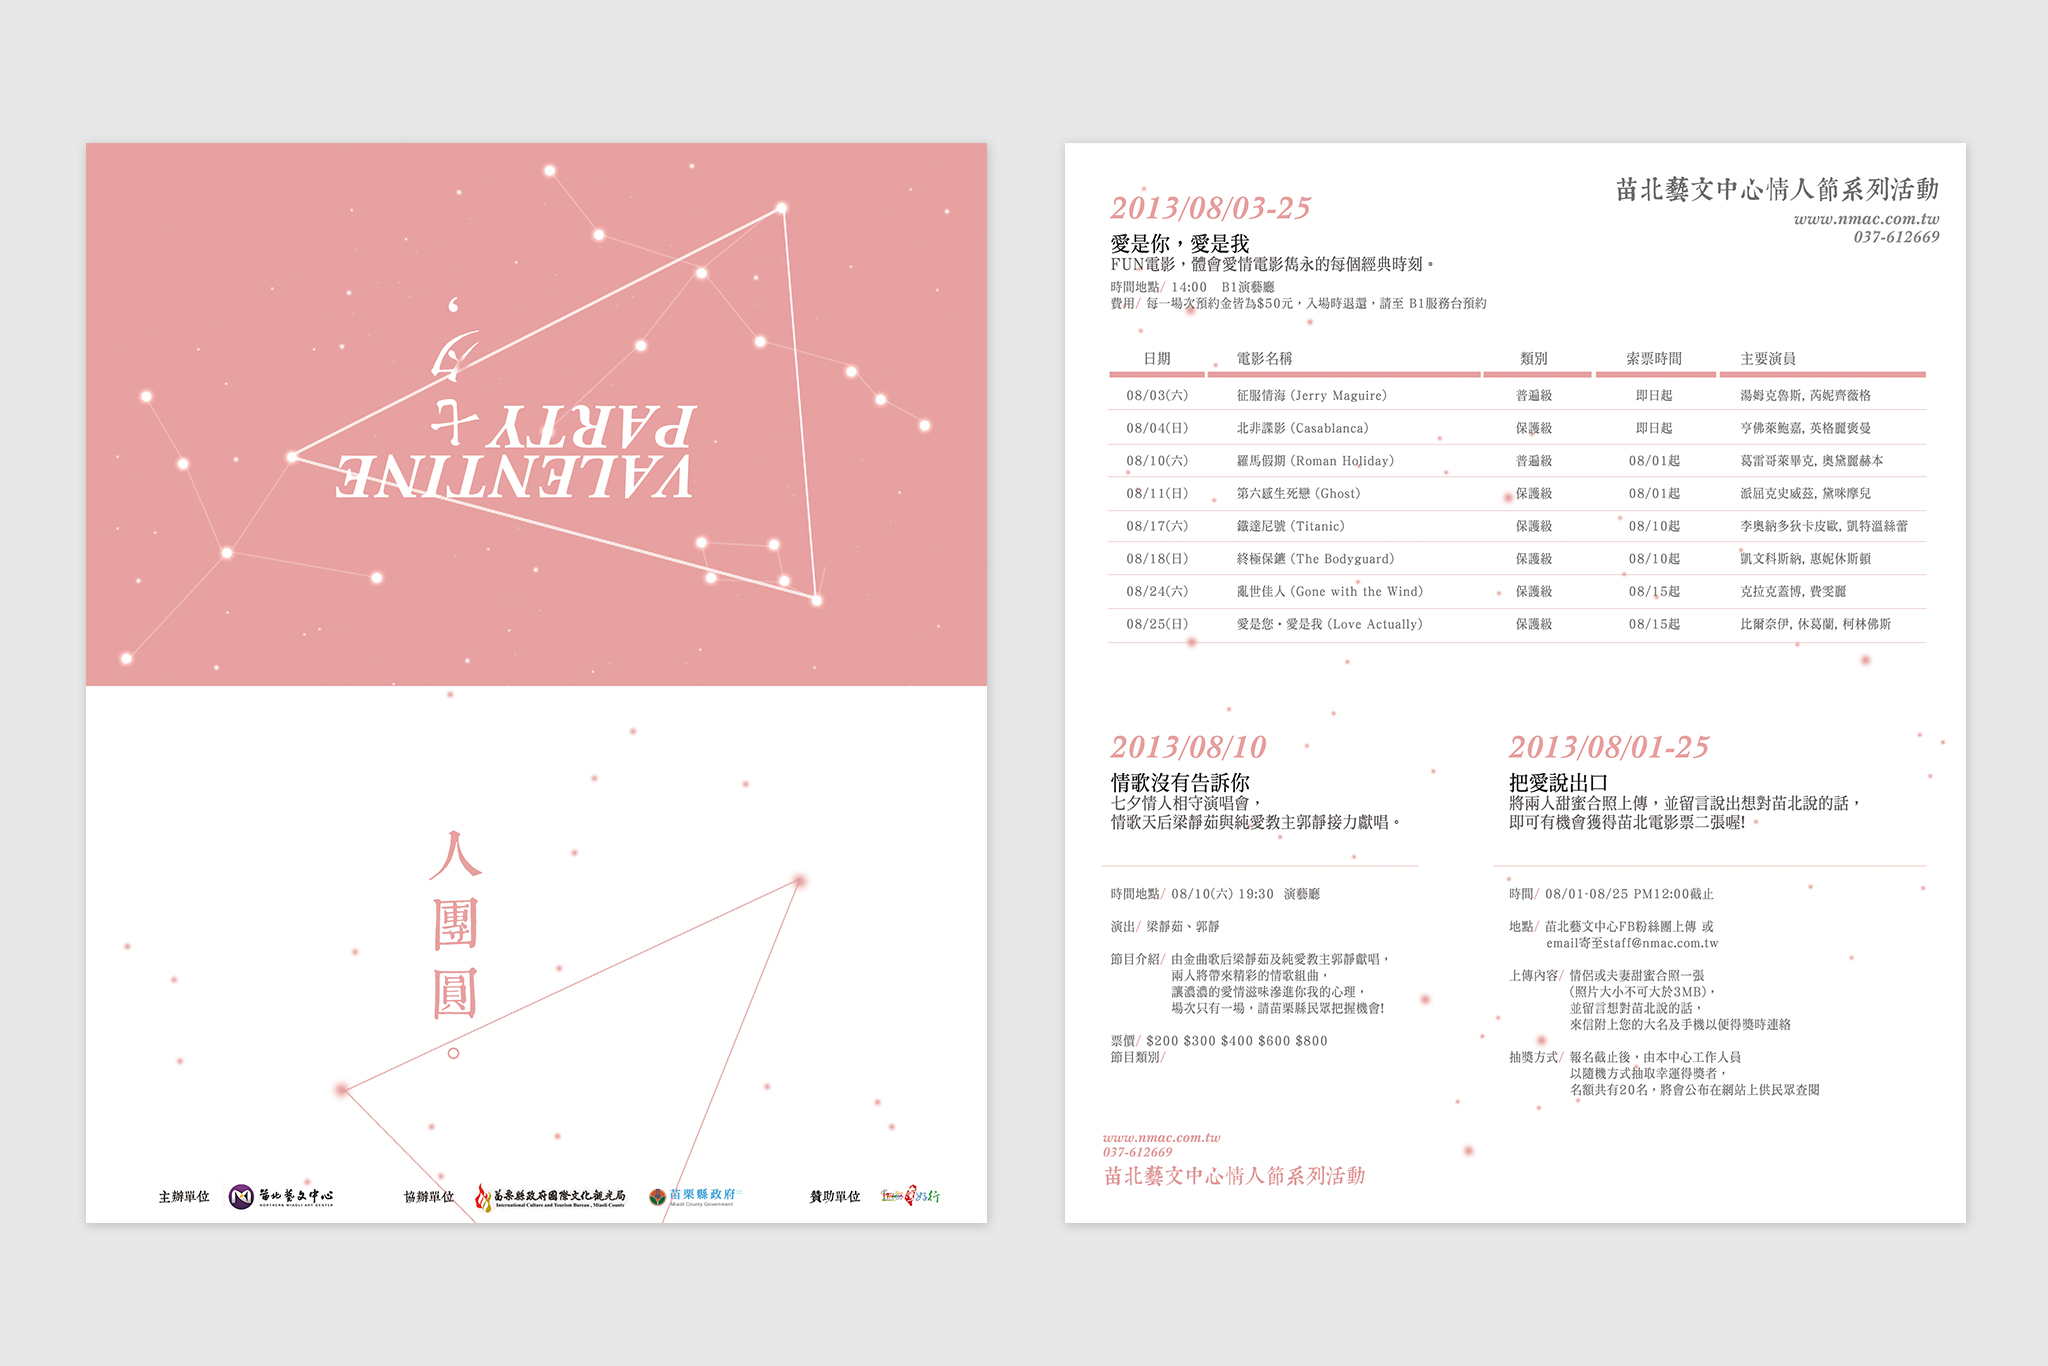 七夕，
VALENTINE
PARTY
人團圓。
主辦單位
苗北藝文中心
NORTHERN MIAOLI ART CENTER
協辦單位
苗栗縣政府國際文化觀光局
International Culture and Tourism Bureau, Miaoli County
苗栗縣政府
Miaoli County Government
贊助單位
苗北藝文中心情人節系列活動
www.nmac.com.tw
037-612669
2013/08/03-25
愛是你，愛是我
FUN電影，體會愛情電影雋永的每個經典時刻。
時間地點/ 14:00 B1演藝廳
費用/ 每一場次預約金皆為$50元，入場時退還，請至 B1服務台預約
日期 電影名稱 類別 索票時間 主要演員
08/03(六) 征服情海 (Jerry Maguire) 普遍級 即日起 湯姆克魯斯, 芮妮齊薇格
08/04(日) 北非諜影 (Casablanca) 保護級 即日起 亨佛萊鮑嘉, 英格麗褒曼
08/10(六) 羅馬假期 (Roman Holiday) 普遍級 08/01起 葛雷哥萊畢克, 奧黛麗赫本
08/11(日) 第六感生死戀 (Ghost) 保護級 08/01起 派屈克史威茲, 黛咪摩兒
08/17(六) 鐵達尼號 (Titanic) 保護級 08/10起 李奧納多狄卡皮歐, 凱特溫絲蕾
08/18(日) 終極保鑣 (The Bodyguard) 保護級 08/10起 凱文科斯納, 惠妮休斯頓
08/24(六) 亂世佳人 (Gone with the Wind) 保護級 08/15起 克拉克蓋博, 費雯麗
08/25(日) 愛是您・愛是我 (Love Actually) 保護級 08/15起 比爾奈伊, 休葛蘭, 柯林佛斯
2013/08/10
情歌沒有告訴你
七夕情人相守演唱會，
情歌天后梁靜茹與純愛教主郭靜接力獻唱。
時間地點/ 08/10(六) 19:30 演藝廳
演出/ 梁靜茹、郭靜
節目介紹/ 由金曲歌后梁靜茹及純愛教主郭靜獻唱，
兩人將帶來精彩的情歌組曲，
讓濃濃的愛情滋味滲進你我的心理，
場次只有一場，請苗栗縣民眾把握機會!
票價/ $200 $300 $400 $600 $800
節目類別/
2013/08/01-25
把愛說出口
將兩人甜蜜合照上傳，並留言說出想對苗北說的話，
即可有機會獲得苗北電影票二張喔!
時間/ 08/01-08/25 PM12:00截止
地點/ 苗北藝文中心FB粉絲團上傳 或
email寄至staff@nmac.com.tw
上傳內容/ 情侶或夫妻甜蜜合照一張
(照片大小不可大於3MB)，
並留言想對苗北說的話，
來信附上您的大名及手機以便得獎時連絡
抽獎方式/ 報名截止後，由本中心工作人員
以隨機方式抽取幸運得獎者，
名額共有20名，將會公布在網站上供民眾查閱
www.nmac.com.tw
037-612669
苗北藝文中心情人節系列活動